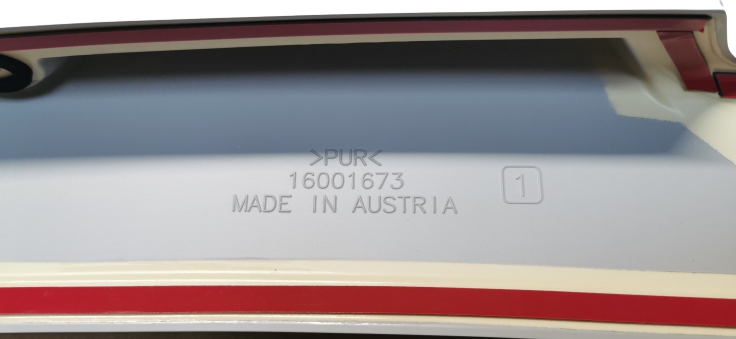 >PUR<
16001673
MADE IN AUSTRIA
1